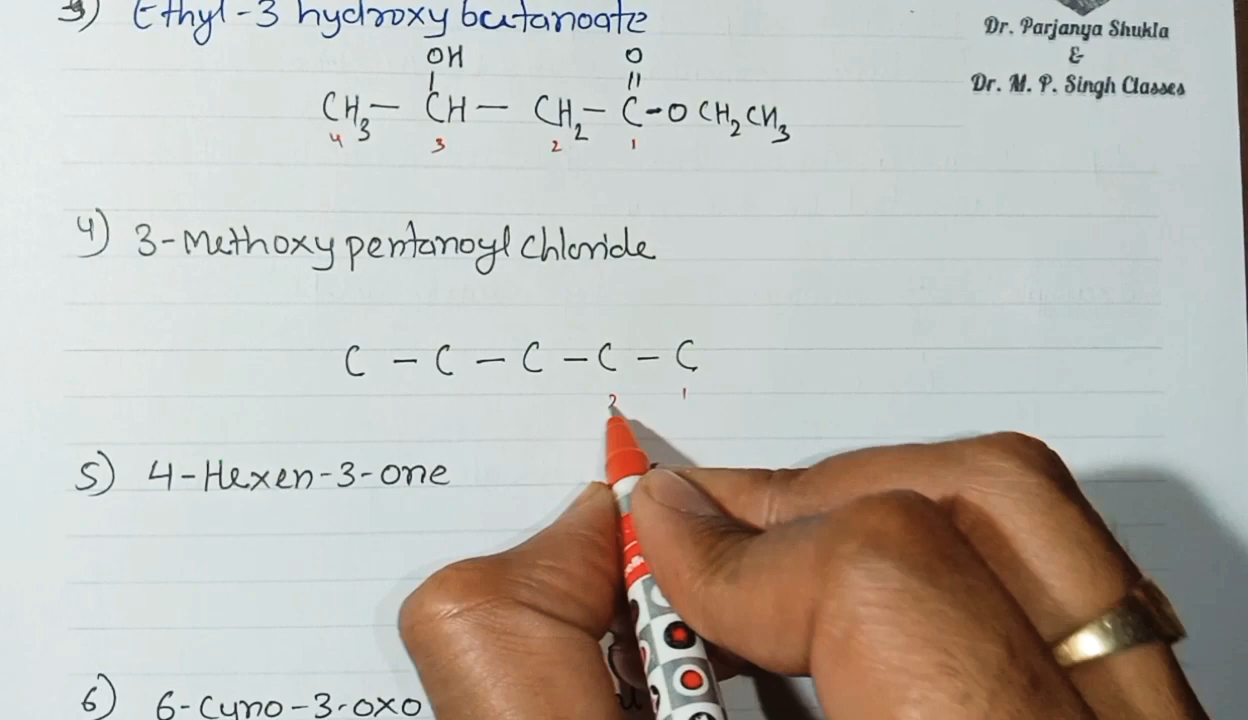 3) Ethyl-3 hydroxy butanoate
Dr. Parjanya Shukla
&
Dr. M. P. Singh Classes
OH O
CH3 — CH — CH2 — C-O CH2CH3
4 3 2 1
4) 3-Methoxy pentanoyl chloride
C — C — C — C — C
2 1
5) 4-Hexen-3-one
6) 6-Cyno-3-oxo